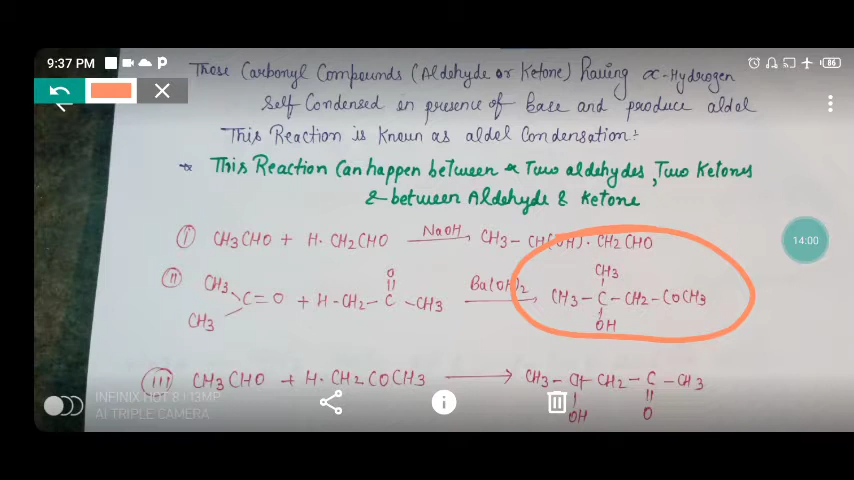 9:37 PM
86
Those Carbonyl Compounds (Aldehyde or Ketone) having α-Hydrogen
Self Condensed in presence of base and produce aldol
This Reaction is Known as aldol Condensation:-
* This Reaction Can happen between * Two aldehydes, Two Ketones
& between Aldehyde & Ketone
I CH3CHO + H·CH2CHO NaOH→ CH3-CH(OH)·CH2CHO
14:00
II CH3 CH3 C=O + H-CH2-C(=O)-CH3 Ba(OH)2→ CH3-C(CH3)(OH)-CH2-COCH3
III CH3CHO + H·CH2COCH3 → CH3-CH(OH)-CH2-C(=O)-CH3
INFINIX HOT 8 | 13MP
AI TRIPLE CAMERA